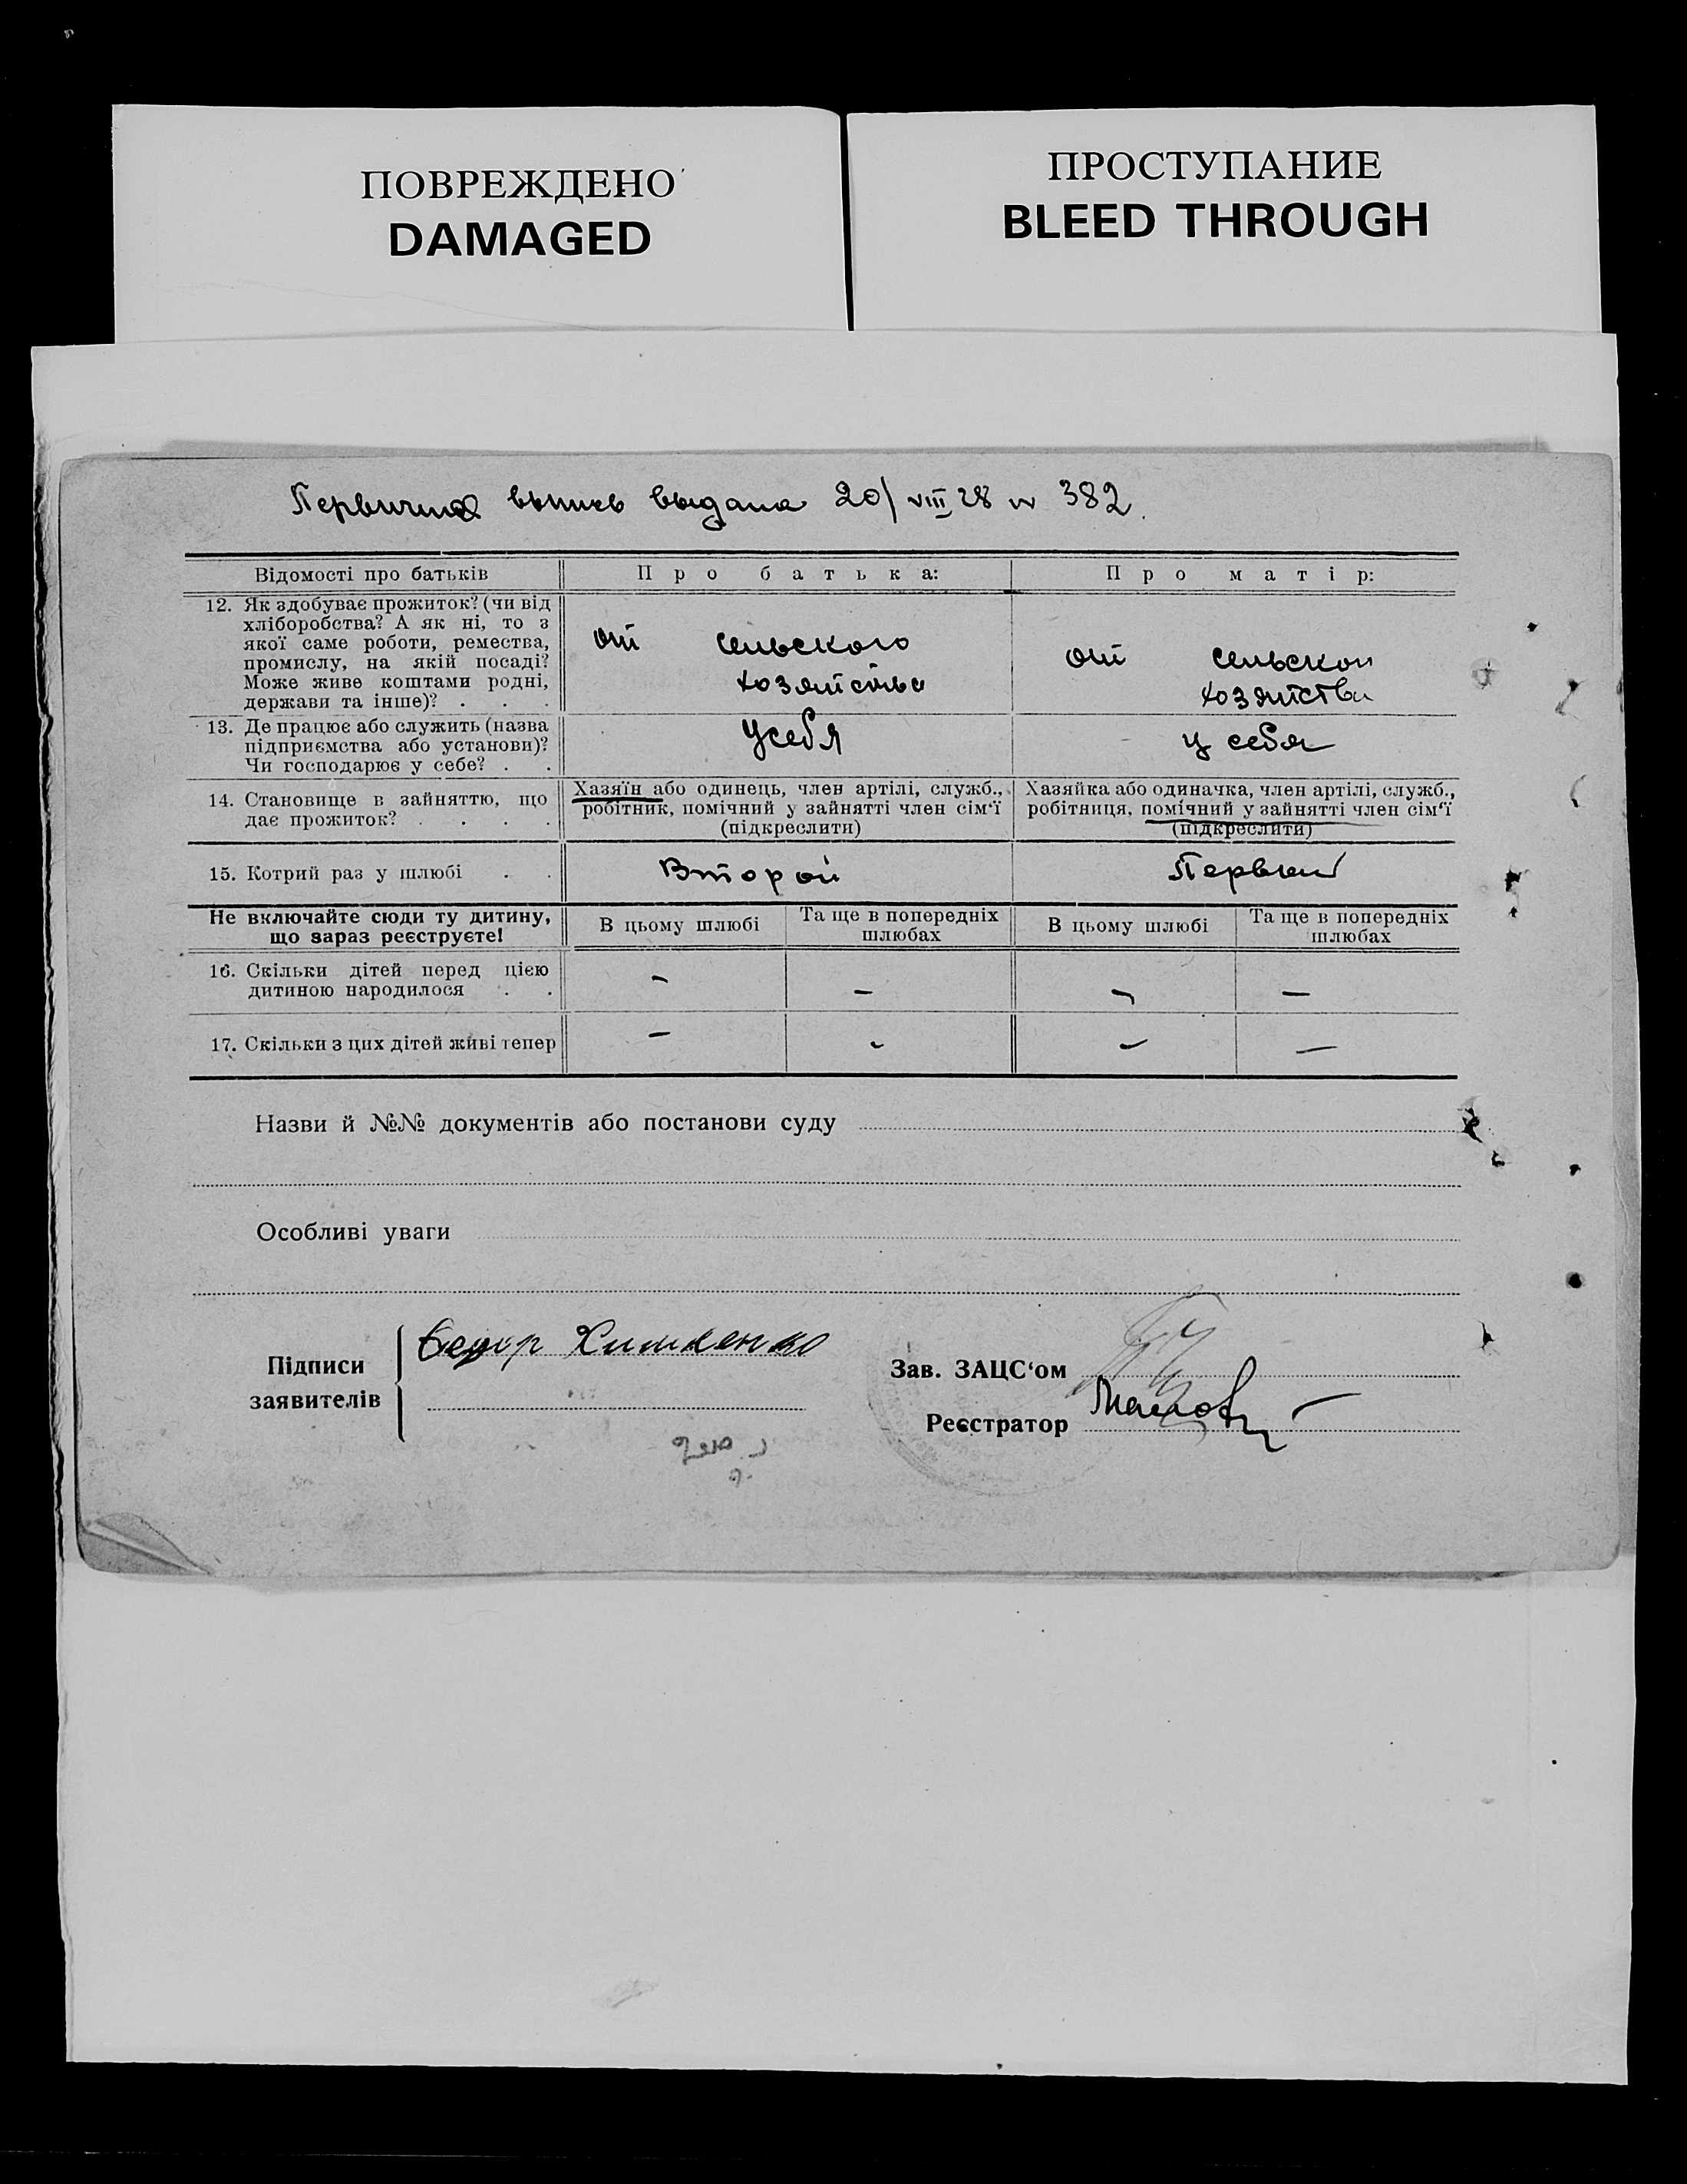 ПОВРЕЖДЕНО
DAMAGED
ПРОСТУПАНИЕ
BLEED THROUGH
Первичная выпись выдана 20/VIII 28 № 382.
Відомості про батьків
Про батька:
Про матір:
12. Як здобуває прожиток? (чи від
хліборобства? А як ні, то з
якої саме роботи, ремества,
промислу, на якій посаді?
Може живе коштами родні,
держави та інше)? . . .
от сельского
хозяйства
от сельского
хозяйства
13. Де працює або служить (назва
підприємства або установи)?
Чи господарює у себе? . .
у себя
у себя
14. Становище в зайняттю, що
дає прожиток? . . . .
Хазяїн або одинець, член артілі, служб.,
робітник, помічний у зайнятті член сім'ї
(підкреслити)
Хазяйка або одиначка, член артілі, служб.,
робітниця, помічний у зайнятті член сім'ї
(підкреслити)
15. Котрий раз у шлюбі . .
Второй
Первый
Не включайте сюди ту дитину,
що зараз реєструєте!
В цьому шлюбі
Та ще в попередніх
шлюбах
В цьому шлюбі
Та ще в попередніх
шлюбах
16. Скільки дітей перед цією
дитиною народилося . .
– – – –
17. Скільки з цих дітей живі тепер
– – – –
Назви й №№ документів або постанови суду
Особливі уваги
Підписи
заявителів
Зав. ЗАЦС'ом
Реєстратор